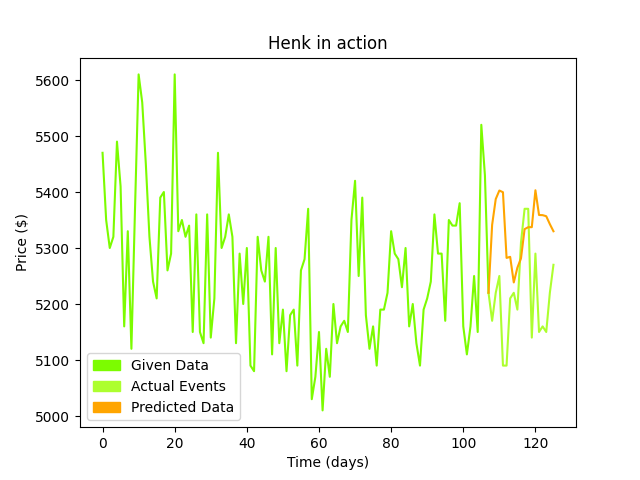 Henk in action
Price ($)
5600
5500
5400
5300
5200
5100
5000
Given Data
Actual Events
Predicted Data
0 20 40 60 80 100 120
Time (days)